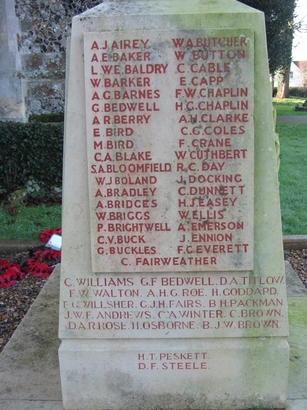 A.J.AIREY. W.A.BUTCHER
A.E.BAKER W.BUTTON
L.W.E.BALDRY C.CABLE
W.BARKER E.CAPP
A.G.BARNES F.W.CHAPLIN
G.BEDWELL H.G.CHAPLIN
A.R.BERRY A.H.CLARKE
E.BIRD C.G.COLES
M.BIRD F.CRANE
C.A.BLAKE W.CUTHBERT
S.A.BLOOMFIELD R.C.DAY
W.J.BOLAND J.DOCKING
A.BRADLEY C.DUNNETT
A.BRIDGES H.S.EASEY
W.BRIGGS W.ELLIS
P.BRIGHTWELL A.EMERSON
C.V.BUCK J.ENNION
G.BUCKLES F.G.EVERETT
C.FAIRWEATHER
C.WILLIAMS. G.F.BEDWELL. D.A.TITLOW.
F.W.WALTON. A.H.G.ROE. H.GODDARD.
WILLSHER. G.J.H.FAIRS. B.H.PACKMAN
J.W.F.ANDREWS. C.A.WINTER. C.BROWN.
D.A.R.ROSE. H.OSBORNE. B.J.W.BROWN.
H.T. PESKETT.
D.F. STEELE.